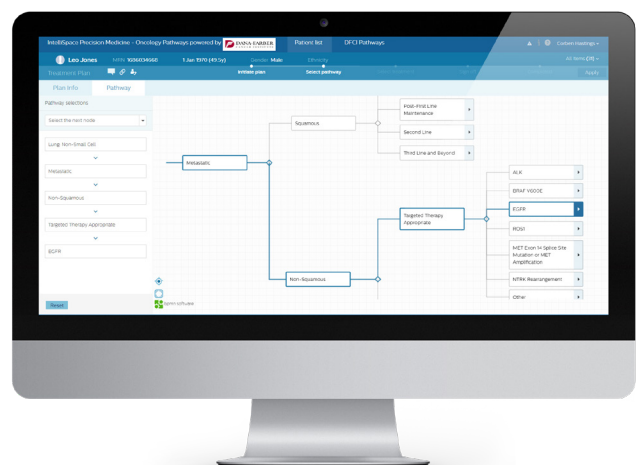 IntelliSpace Precision Medicine - Oncology Pathways powered by DANA-FARBER
Patient list
DFCI Pathways
Leo Jones
1 Jan 1970 (49.5y)
Gender: Male
Ethnicity
Treatment Plan
Initiate plan
Select pathway
Apply
Plan info
Pathway
Pathway selections
Select the next node
Lung: Non-Small Cell
Metastatic
Non-Squamous
Targeted Therapy Appropriate
EGFR
Reset
Metastatic
Squamous
Non-Squamous
Post-First Line
Maintenance
Second Line
Third Line and Beyond
Targeted Therapy
Appropriate
ALK
BRAF V600E
EGFR
ROS1
MET Exon 14 Splice Site
Mutation or MET
Amplification
NTRK Rearrangement
Other